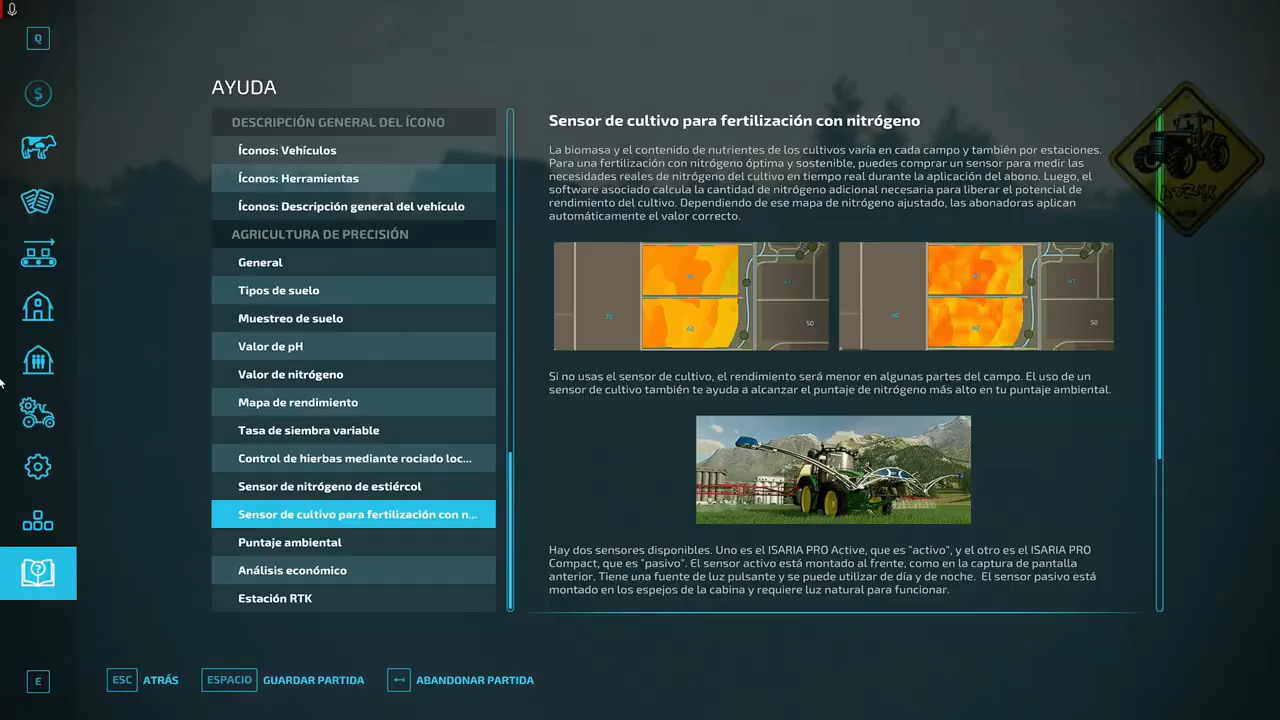 Q
AYUDA
DESCRIPCIÓN GENERAL DEL ÍCONO
Íconos: Vehículos
Íconos: Herramientas
Íconos: Descripción general del vehículo
AGRICULTURA DE PRECISIÓN
General
Tipos de suelo
Muestreo de suelo
Valor de pH
Valor de nitrógeno
Mapa de rendimiento
Tasa de siembra variable
Control de hierbas mediante rociado loc...
Sensor de nitrógeno de estiércol
Sensor de cultivo para fertilización con n...
Puntaje ambiental
Análisis económico
Estación RTK
Sensor de cultivo para fertilización con nitrógeno
La biomasa y el contenido de nutrientes de los cultivos varía en cada campo y también por estaciones.
Para una fertilización con nitrógeno óptima y sostenible, puedes comprar un sensor para medir las
necesidades reales de nitrógeno del cultivo en tiempo real durante la aplicación del abono. Luego, el
software asociado calcula la cantidad de nitrógeno adicional necesaria para liberar el potencial de
rendimiento del cultivo. Dependiendo de ese mapa de nitrógeno ajustado, las abonadoras aplican
automáticamente el valor correcto.
39 41 42 47 50
39 41 42 47 50
Si no usas el sensor de cultivo, el rendimiento será menor en algunas partes del campo. El uso de un
sensor de cultivo también te ayuda a alcanzar el puntaje de nitrógeno más alto en tu puntaje ambiental.
Hay dos sensores disponibles. Uno es el ISARIA PRO Active, que es "activo", y el otro es el ISARIA PRO
Compact, que es "pasivo". El sensor activo está montado al frente, como en la captura de pantalla
anterior. Tiene una fuente de luz pulsante y se puede utilizar de día y de noche.  El sensor pasivo está
montado en los espejos de la cabina y requiere luz natural para funcionar.
E
ESC ATRÁS ESPACIO GUARDAR PARTIDA ABANDONAR PARTIDA